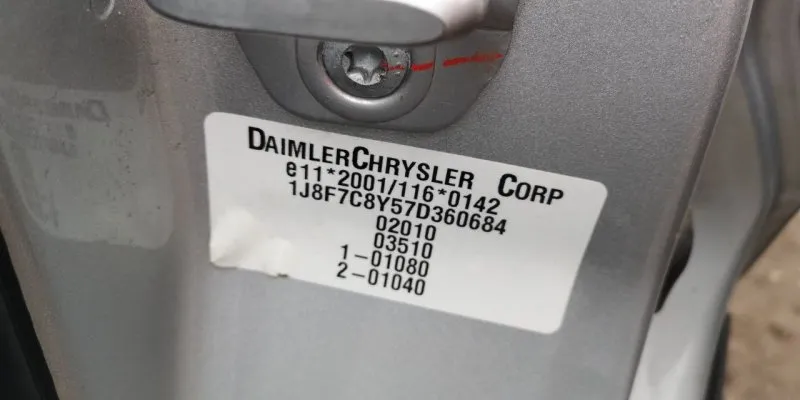 DAIMLERCHRYSLER CORP
e11*2001/116*0142
1J8F7C8Y57D360684
02010
03510
1-01080
2-01040